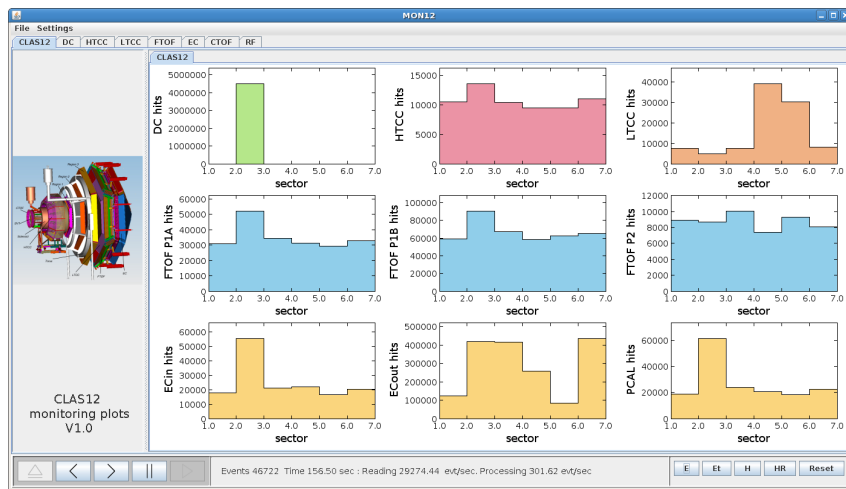 MON12
File Settings
CLAS12 DC HTCC LTCC FTOF EC CTOF RF
CLAS12
DC hits
5000000
4000000
3000000
2000000
1000000
0
1.0 2.0 3.0 4.0 5.0 6.0 7.0
sector
HTCC hits
15000
10000
5000
0
1.0 2.0 3.0 4.0 5.0 6.0 7.0
sector
LTCC hits
40000
30000
20000
10000
0
1.0 2.0 3.0 4.0 5.0 6.0 7.0
sector
FTOF P1A hits
60000
50000
40000
30000
20000
10000
0
1.0 2.0 3.0 4.0 5.0 6.0 7.0
sector
FTOF P1B hits
100000
80000
60000
40000
20000
0
1.0 2.0 3.0 4.0 5.0 6.0 7.0
sector
FTOF P2 hits
12000
10000
8000
6000
4000
2000
0
1.0 2.0 3.0 4.0 5.0 6.0 7.0
sector
ECin hits
60000
50000
40000
30000
20000
10000
0
1.0 2.0 3.0 4.0 5.0 6.0 7.0
sector
ECout hits
500000
400000
300000
200000
100000
0
1.0 2.0 3.0 4.0 5.0 6.0 7.0
sector
PCAL hits
60000
40000
20000
0
1.0 2.0 3.0 4.0 5.0 6.0 7.0
sector
CLAS12
monitoring plots
V1.0
Events 46722 Time 156.50 sec : Reading 29274.44 evt/sec. Processing 301.62 evt/sec
E Et H HR Reset